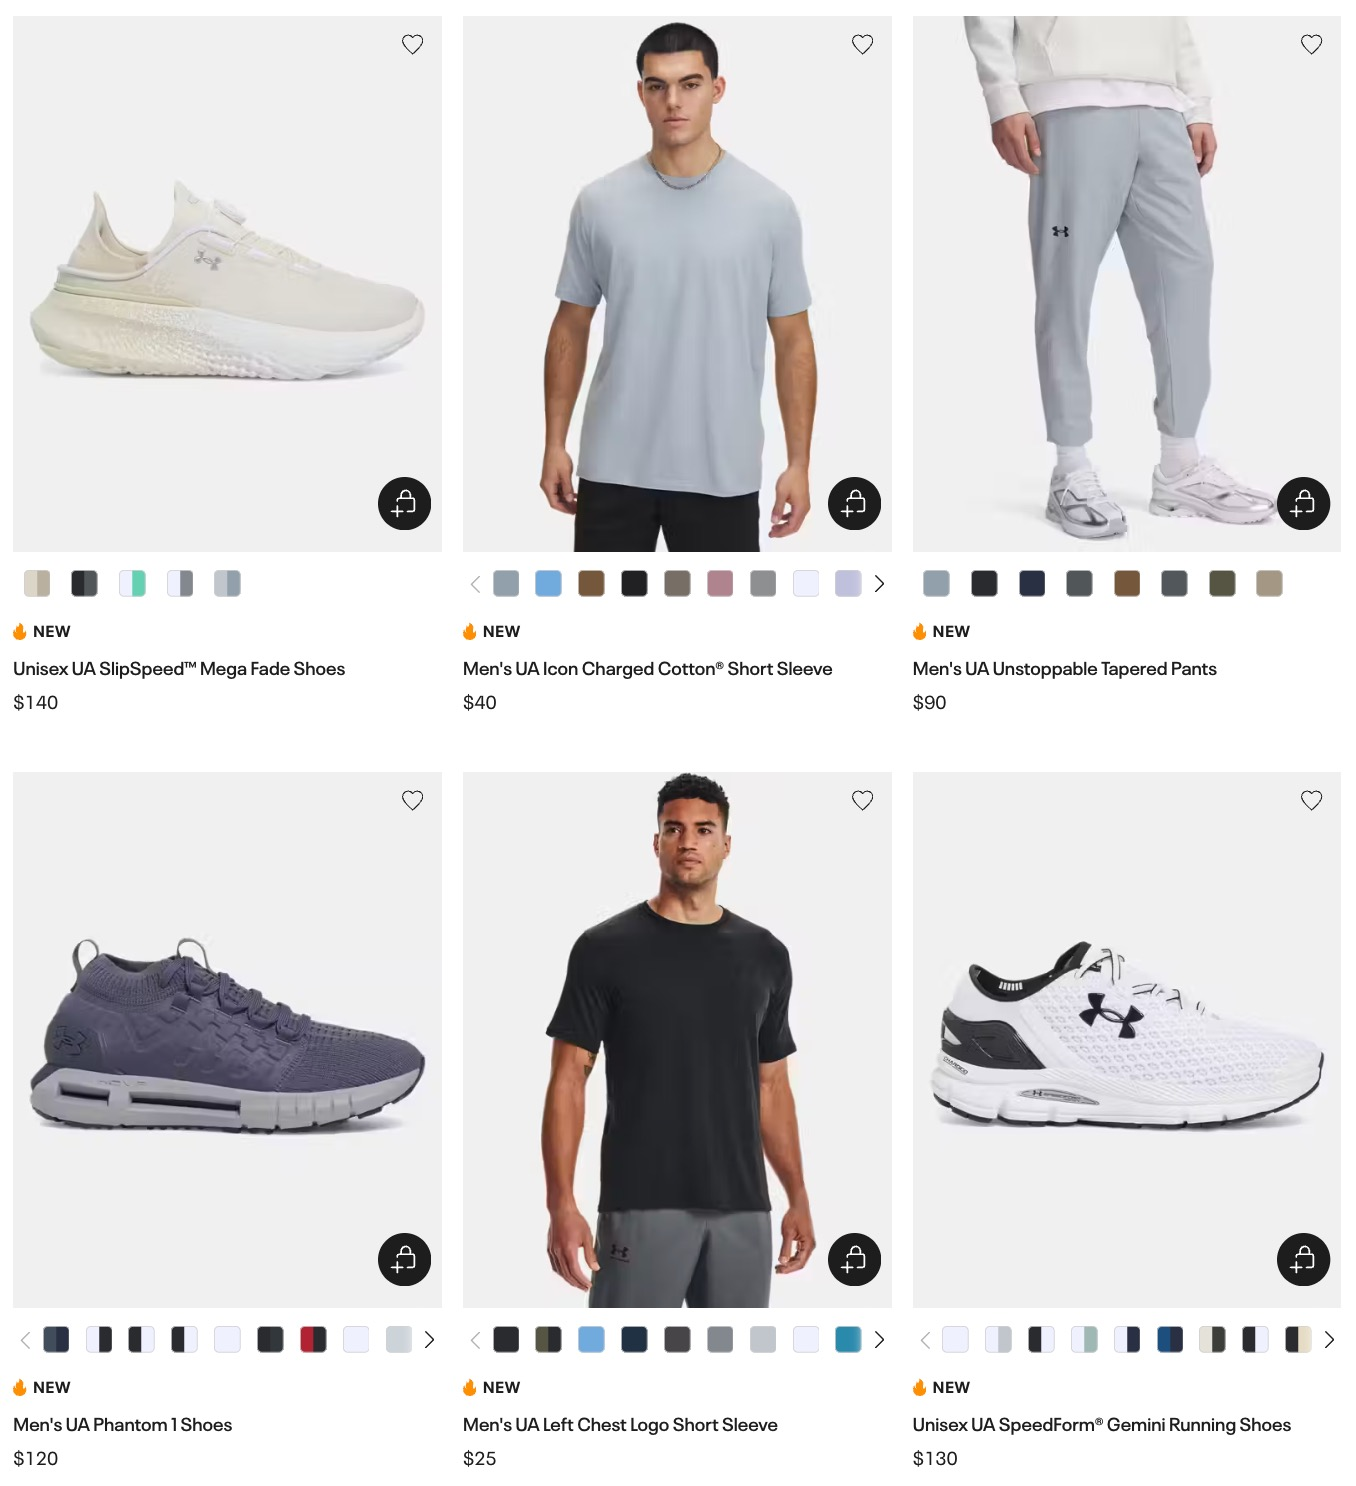 NEW
Unisex UA SlipSpeed™ Mega Fade Shoes
$140
NEW
Men's UA Icon Charged Cotton® Short Sleeve
$40
NEW
Men's UA Unstoppable Tapered Pants
$90
NEW
Men's UA Phantom 1 Shoes
$120
NEW
Men's UA Left Chest Logo Short Sleeve
$25
NEW
Unisex UA SpeedForm® Gemini Running Shoes
$130